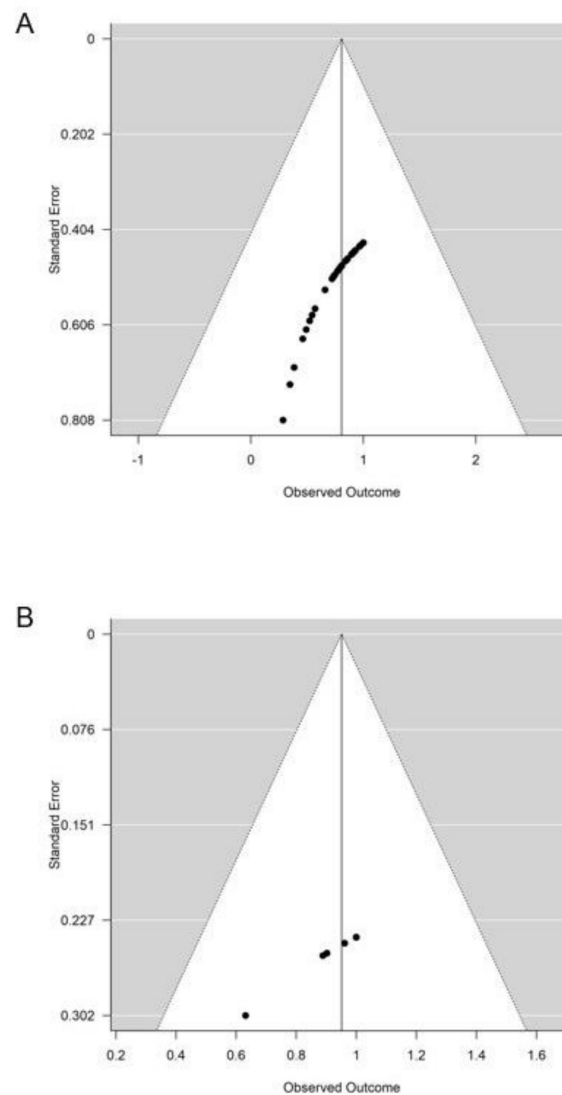 A
0
0.202
0.404
0.606
0.808
Standard Error
-1 0 1 2
Observed Outcome
B
0
0.076
0.151
0.227
0.302
Standard Error
0.2 0.4 0.6 0.8 1 1.2 1.4 1.6
Observed Outcome